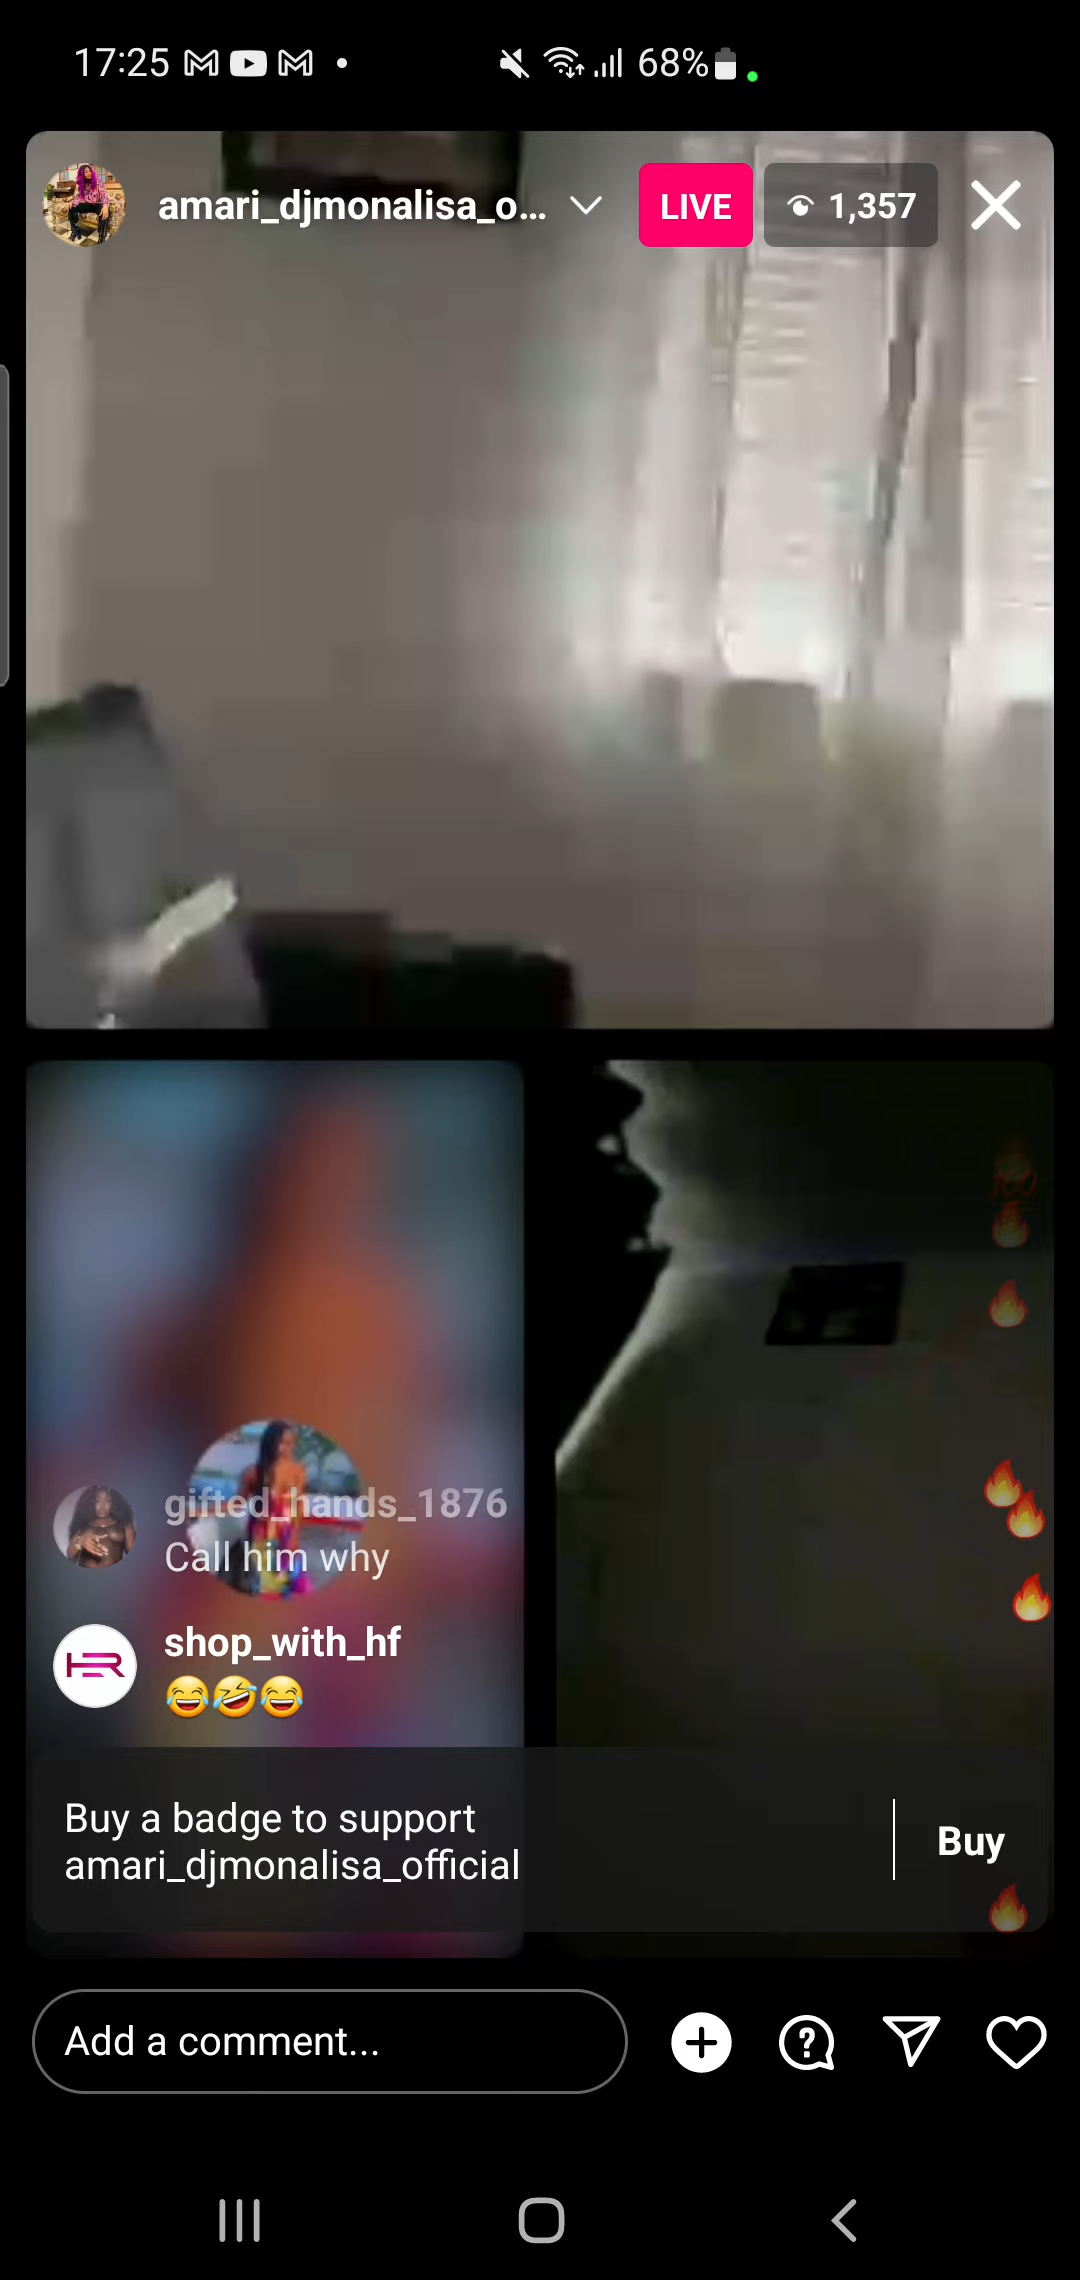 17:25
68%
amari_djmonalisa_o...
LIVE
1,357
gifted_hands_1876
Call him why
HR
shop_with_hf
😂🤣😂
Buy a badge to support
amari_djmonalisa_official
Buy
Add a comment...